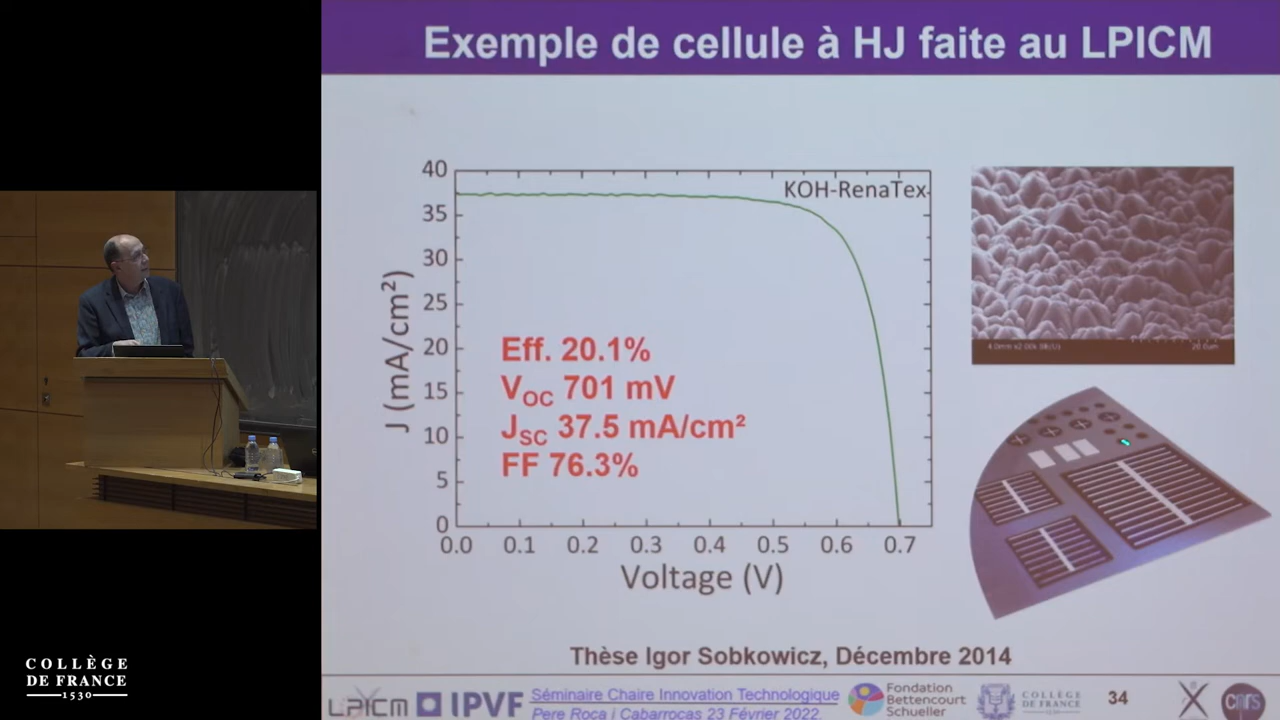 Exemple de cellule à HJ faite au LPICM
40
35
30
25
20
15
10
5
0
J (mA/cm²)
KOH-RenaTex
Eff. 20.1%
VOC 701 mV
JSC 37.5 mA/cm²
FF 76.3%
0.0 0.1 0.2 0.3 0.4 0.5 0.6 0.7
Voltage (V)
20.0um
Thèse Igor Sobkowicz, Décembre 2014
LPICM
IPVF
Séminaire Chaire Innovation Technologique
Pere Roca i Cabarrocas 23 Février 2022.
Fondation
Bettencourt
Schueller
COLLÈGE
DE FRANCE
34
cnrs
COLLÈGE
DE FRANCE
1530